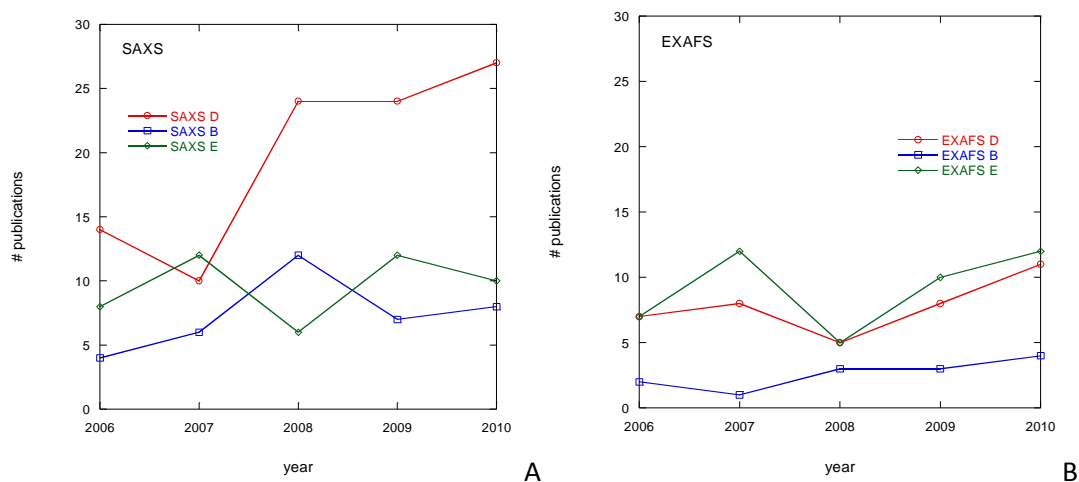 SAXS
30
25
20
15
10
5
0
# publications
SAXS D
SAXS B
SAXS E
2006 2007 2008 2009 2010
year
A
EXAFS
30
25
20
15
10
5
0
# publications
EXAFS D
EXAFS B
EXAFS E
2006 2007 2008 2009 2010
year
B